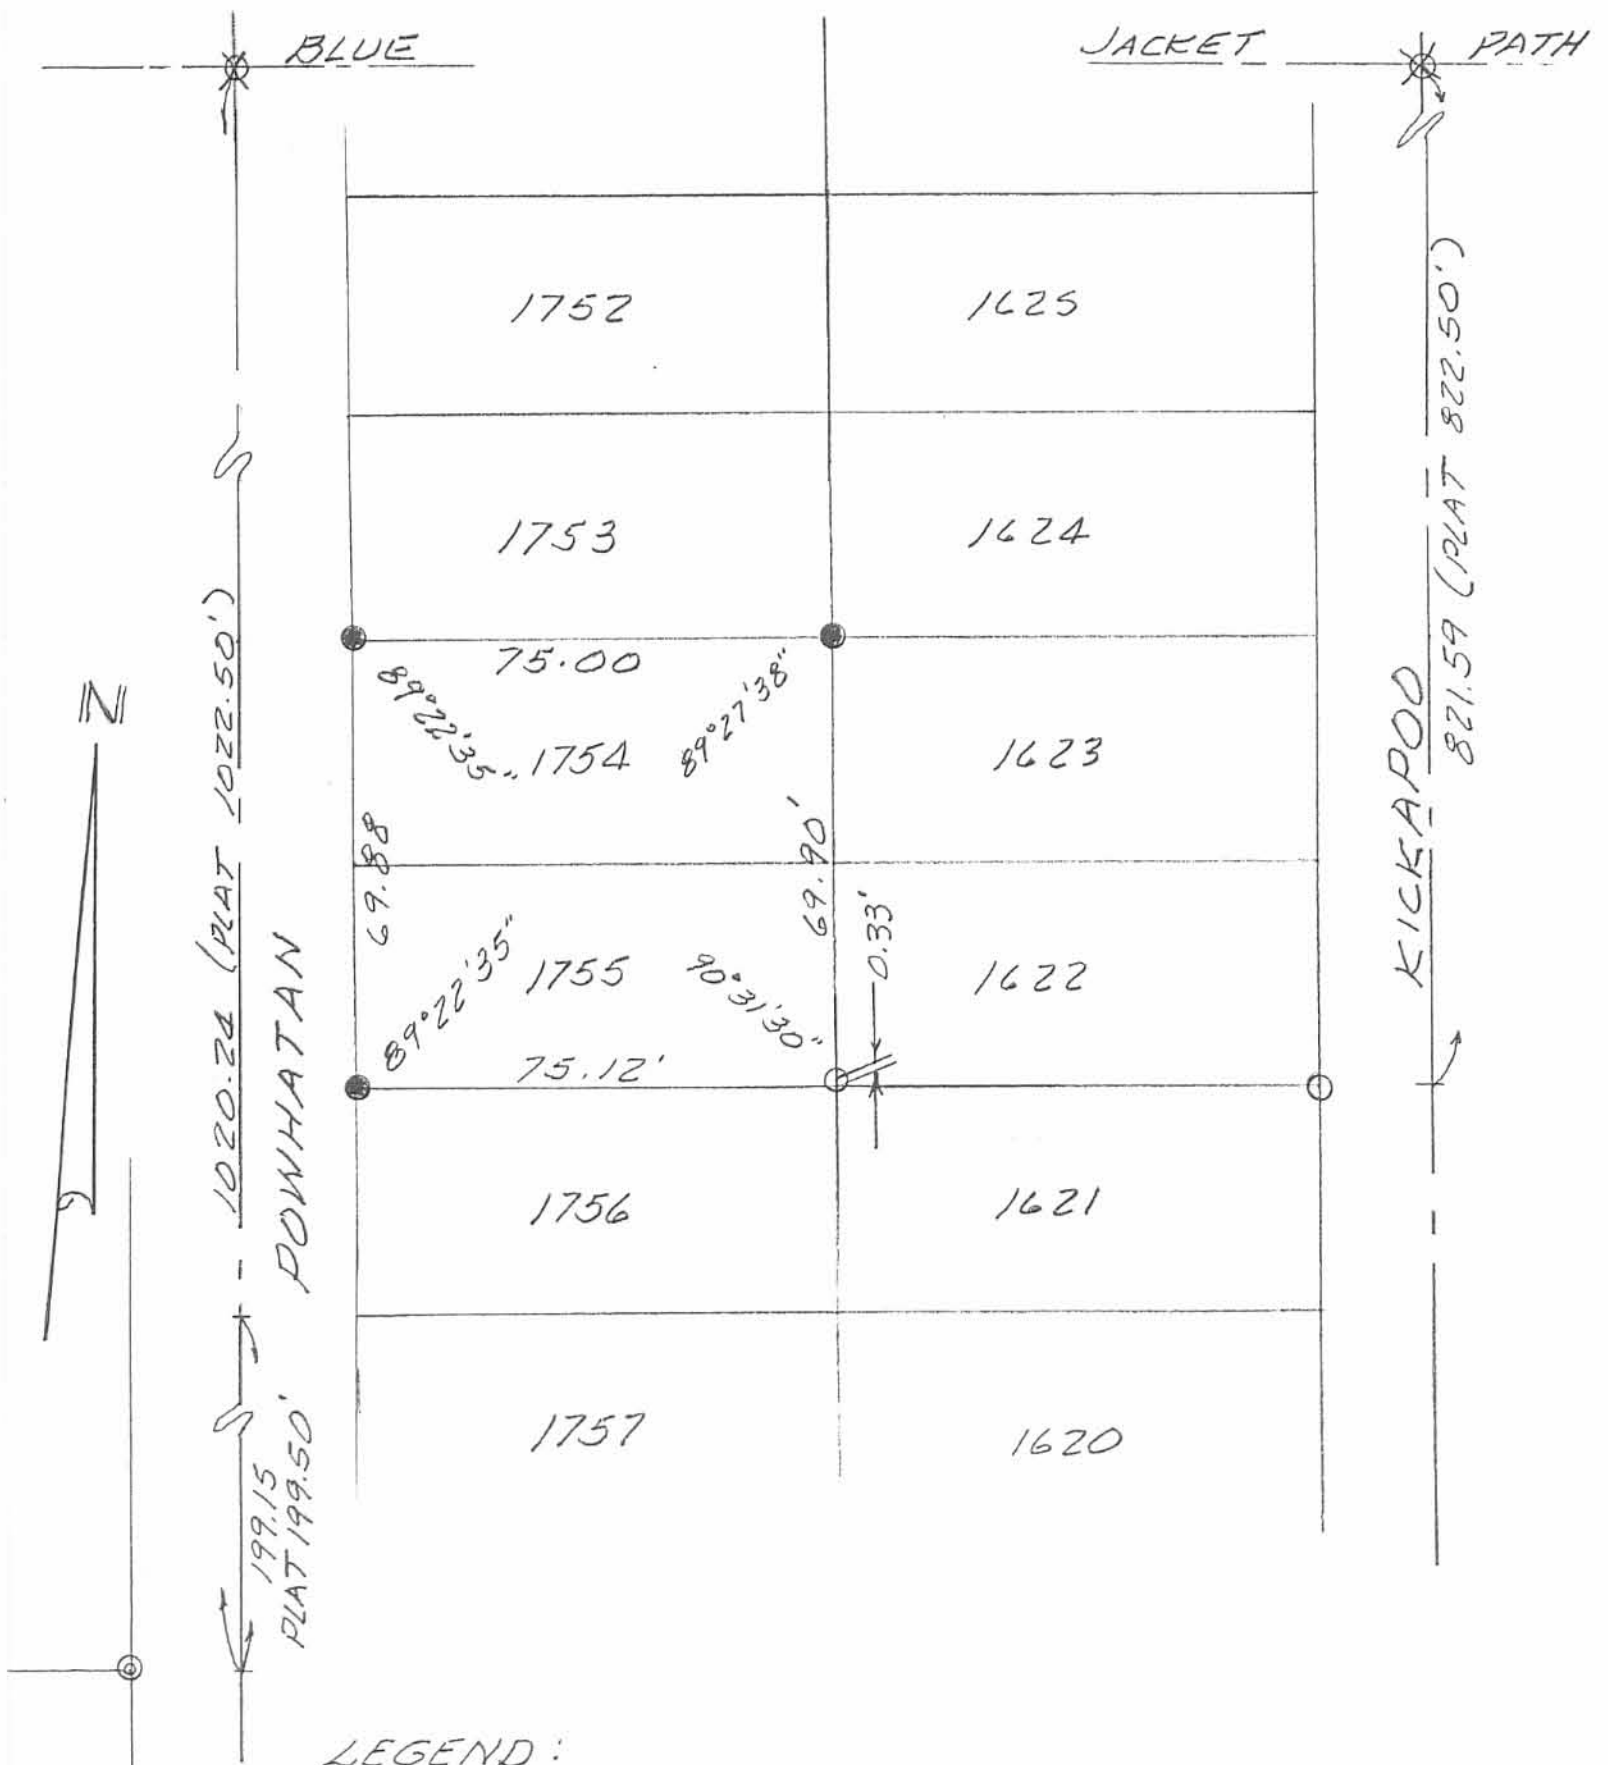 BLUE JACKET PATH
1752 1625
1753 1624
75.00
89°22'35" 1754 89°27'38" 1623
69.88
69.90'
89°22'35" 1755 90°31'30" 1622
0.33'
75.12'
1756 1621
1757 1620
N
1020.24 (PLAT 1022.50')
POWHATAN
199.15
PLAT 199.50'
KICKAPOO
821.59 (PLAT 822.50')
LEGEND: